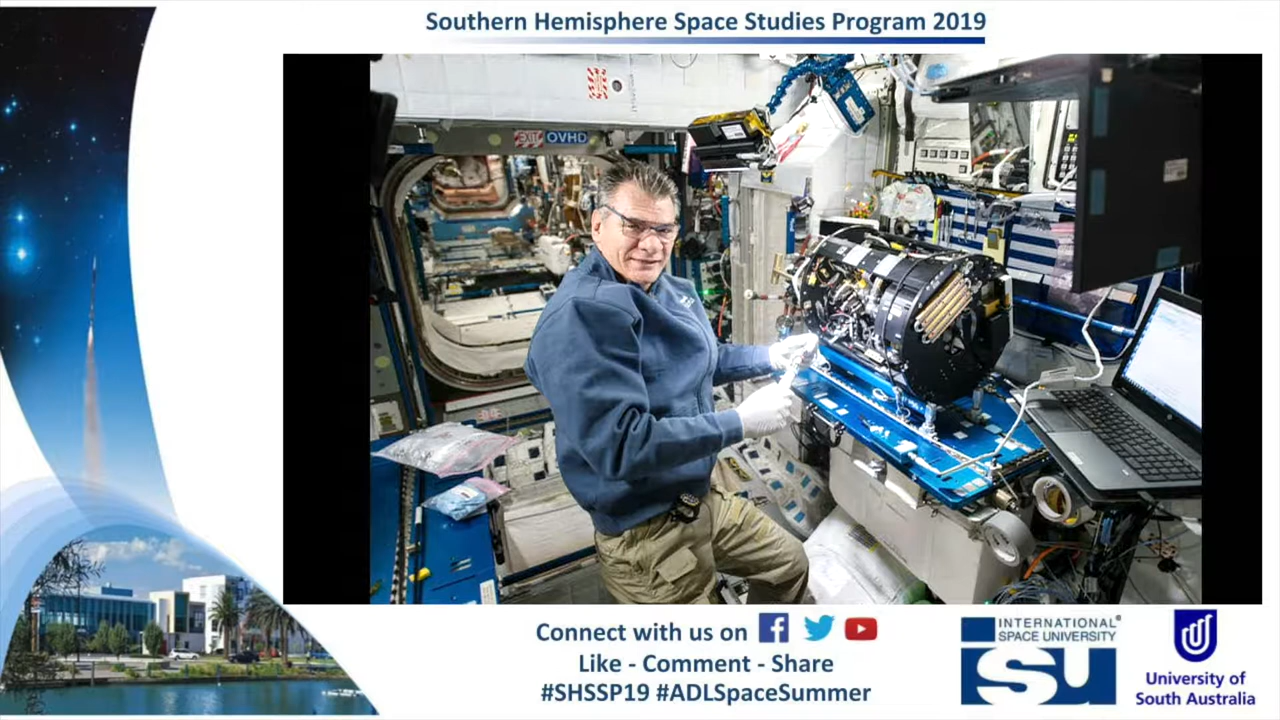 Southern Hemisphere Space Studies Program 2019
EXIT OVHD
Connect with us on
Like - Comment - Share
#SHSSP19 #ADLSpaceSummer
INTERNATIONAL®
SPACE UNIVERSITY
ISU
University of
South Australia